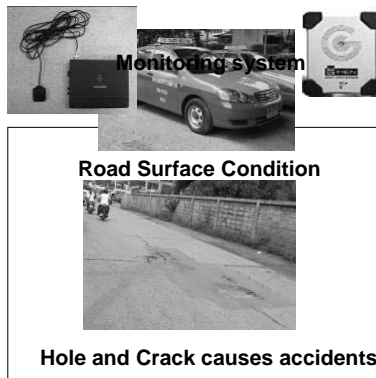 Monitoring system
Road Surface Condition
Hole and Crack causes accidents